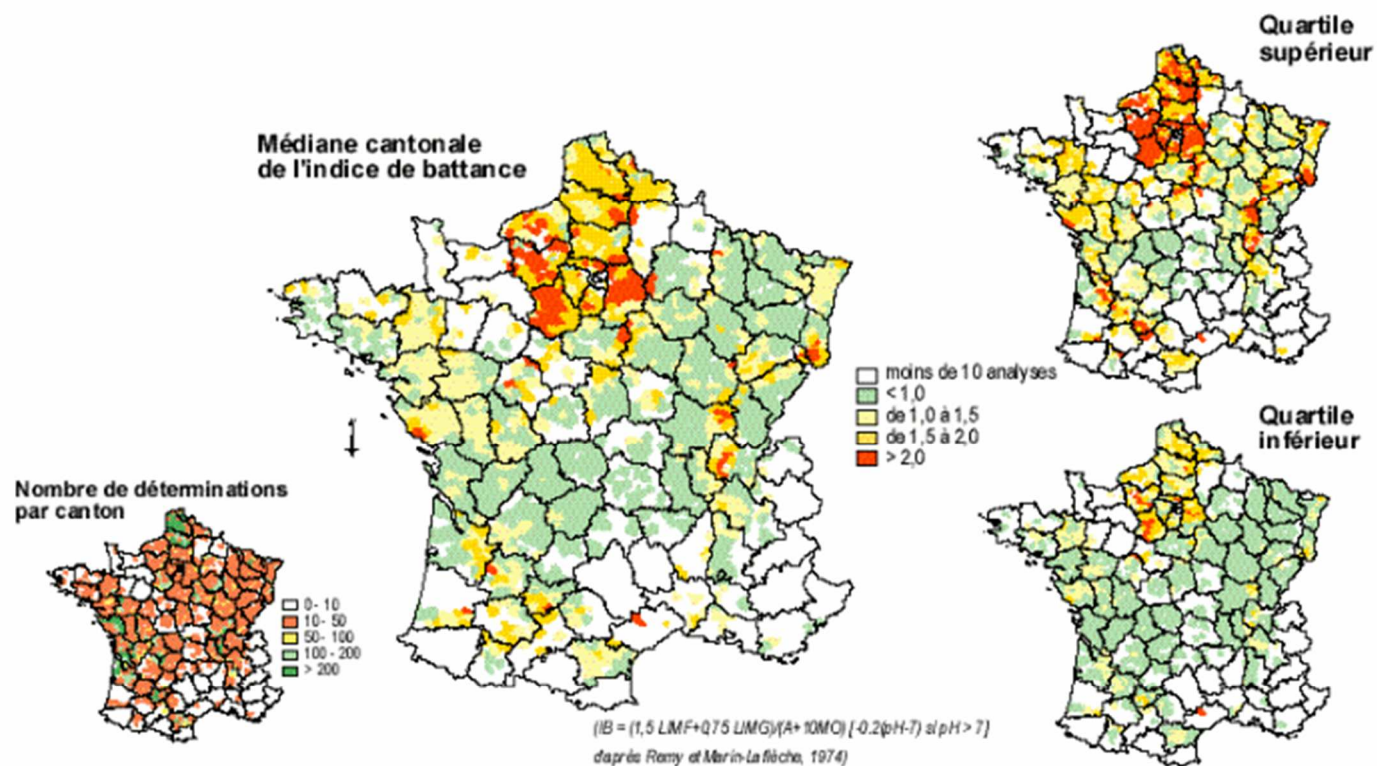 Quartile
supérieur
Médiane cantonale
de l'indice de battance
moins de 10 analyses
< 1,0
de 1,0 à 1,5
de 1,5 à 2,0
> 2,0
Quartile
inférieur
Nombre de déterminations
par canton
0- 10
10- 50
50- 100
100 - 200
> 200
(IB = (1,5 LIMF+0,75 LIMG)/(A+10MO) [-0.2(pH-7) si pH > 7]
d'après Remy et Marin-Laflèche, 1974)